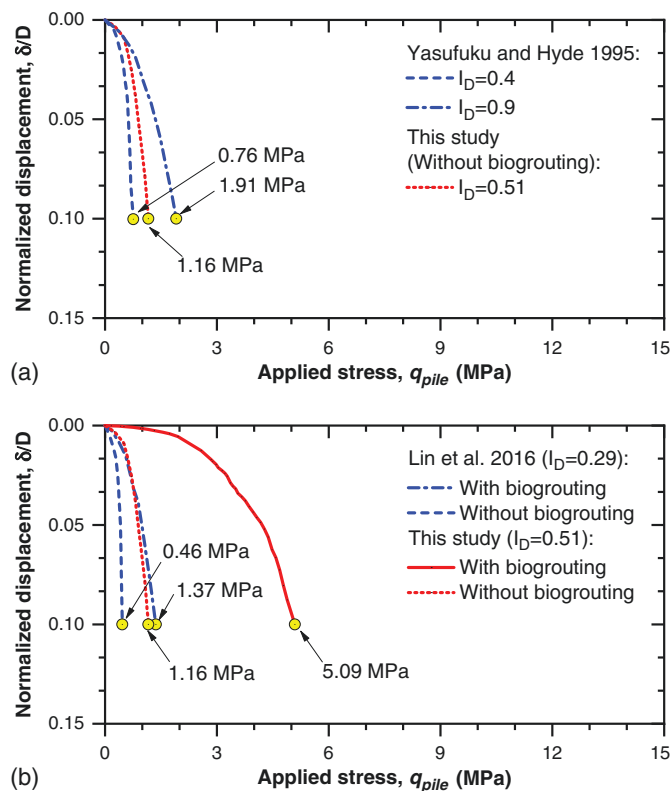 0.00
0.05
0.10
0.15
Normalized displacement, δ/D
Yasufuku and Hyde 1995:
I_D=0.4
I_D=0.9
This study
(Without biogrouting):
I_D=0.51
0.76 MPa
1.91 MPa
1.16 MPa
0 3 6 9 12 15
(a)
Applied stress, q_pile (MPa)
0.00
0.05
0.10
0.15
Normalized displacement, δ/D
Lin et al. 2016 (I_D=0.29):
With biogrouting
Without biogrouting
This study (I_D=0.51):
With biogrouting
Without biogrouting
0.46 MPa
1.37 MPa
1.16 MPa
5.09 MPa
0 3 6 9 12 15
(b)
Applied stress, q_pile (MPa)